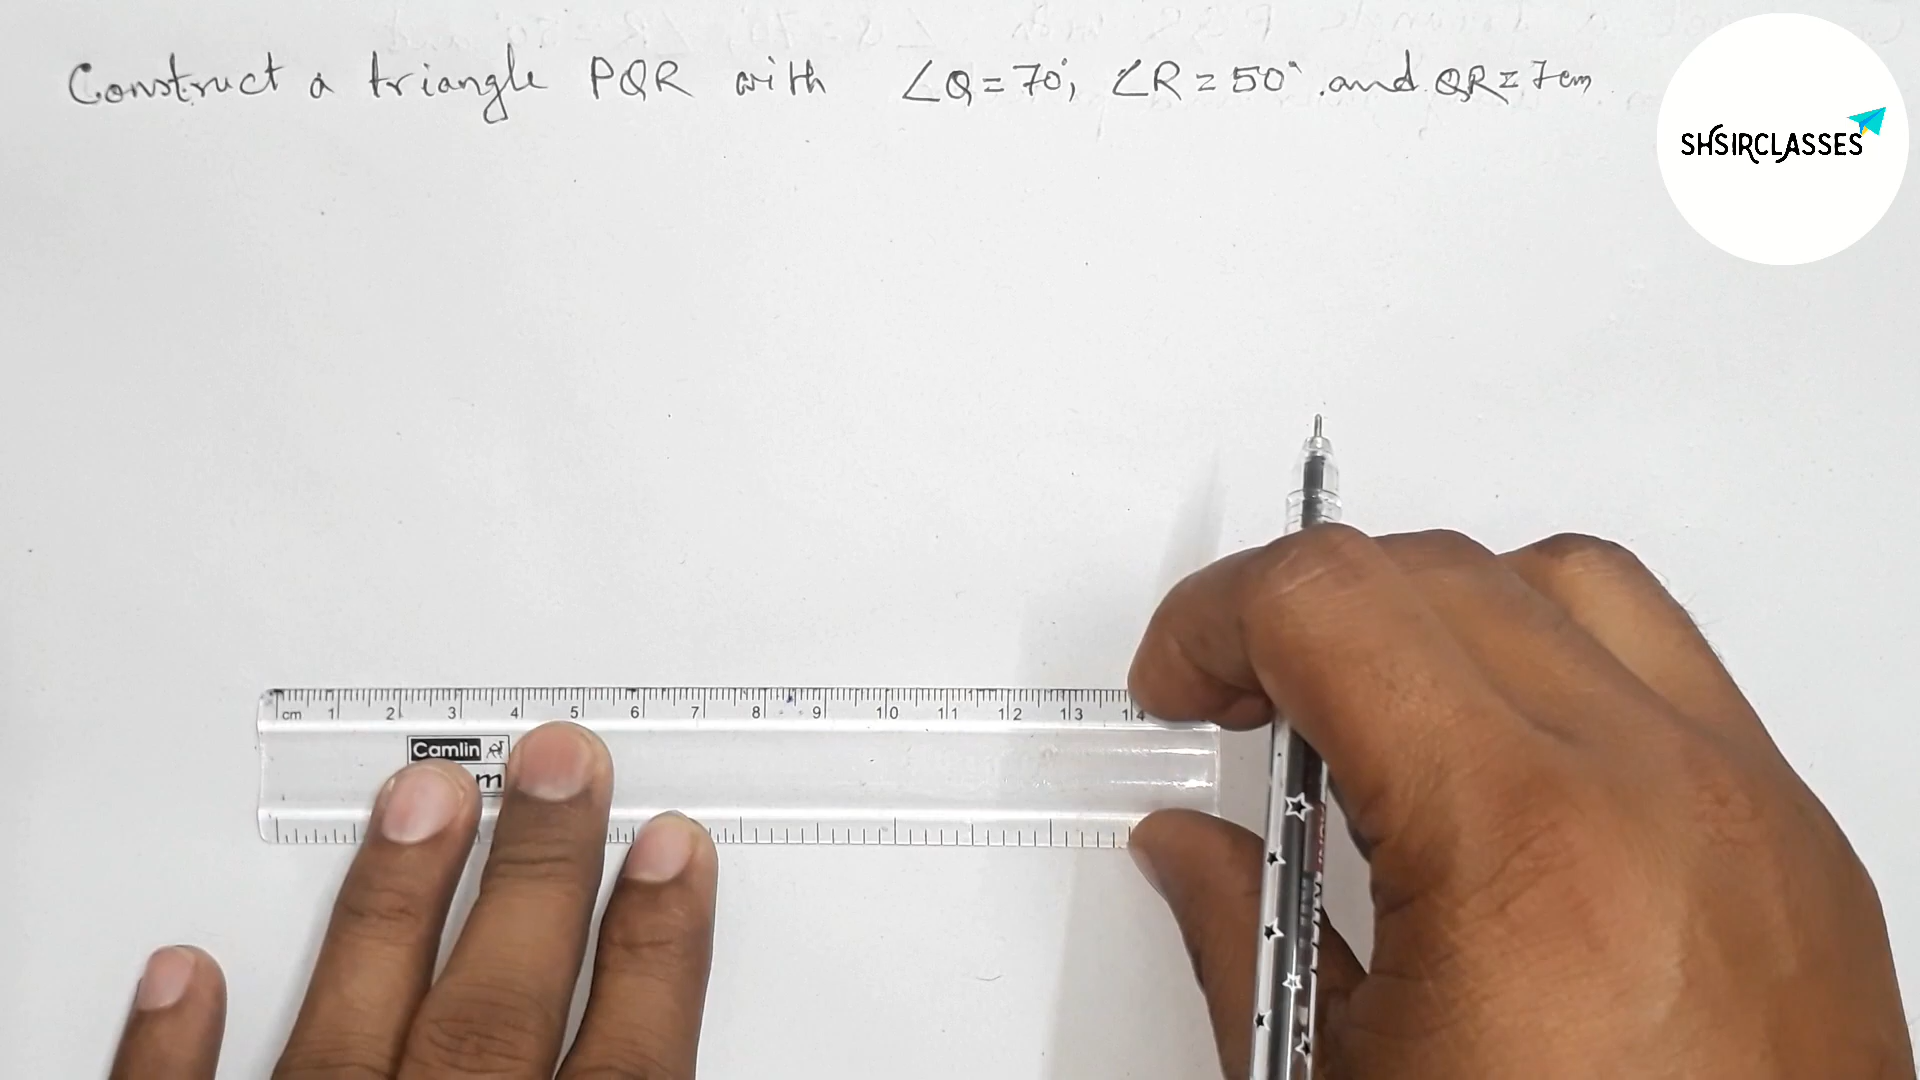 Construct a triangle PQR with ∠Q = 70°, ∠R = 50° and QR = 7cm
SHSIRCLASSES
cm 1 2 3 4 5 6 7 8 9 10 11 12 13 14
Camlin
m